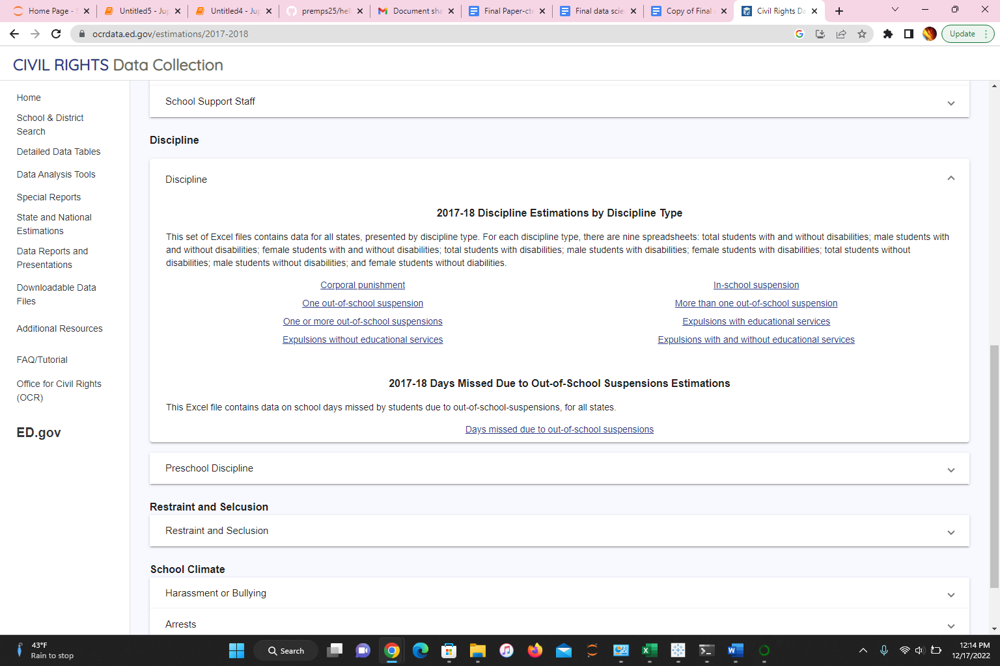 Home Page - S
Untitled5 - Jup
Untitled4 - Jup
premps25/hell
Document sha
Final Paper-cte
Final data scie
Copy of Final
Civil Rights Da
ocrdata.ed.gov/estimations/2017-2018
Update
CIVIL RIGHTS Data Collection
Home
School & District
Search
Detailed Data Tables
Data Analysis Tools
Special Reports
State and National
Estimations
Data Reports and
Presentations
Downloadable Data
Files
Additional Resources
FAQ/Tutorial
Office for Civil Rights
(OCR)
ED.gov
School Support Staff
Discipline
Discipline
2017-18 Discipline Estimations by Discipline Type
This set of Excel files contains data for all states, presented by discipline type. For each discipline type, there are nine spreadsheets: total students with and without disabilities; male students with
and without disabilities; female students with and without disabilities; total students with disabilities; male students with disabilities; female students with disabilities; total students without
disabilities; male students without disabilities; and female students without diabilities.
Corporal punishment
In-school suspension
One out-of-school suspension
More than one out-of-school suspension
One or more out-of-school suspensions
Expulsions with educational services
Expulsions without educational services
Expulsions with and without educational services
2017-18 Days Missed Due to Out-of-School Suspensions Estimations
This Excel file contains data on school days missed by students due to out-of-school-suspensions, for all states.
Days missed due to out-of-school suspensions
Preschool Discipline
Restraint and Selcusion
Restraint and Seclusion
School Climate
Harassment or Bullying
Arrests
43°F
Rain to stop
Search
12:14 PM
12/17/2022